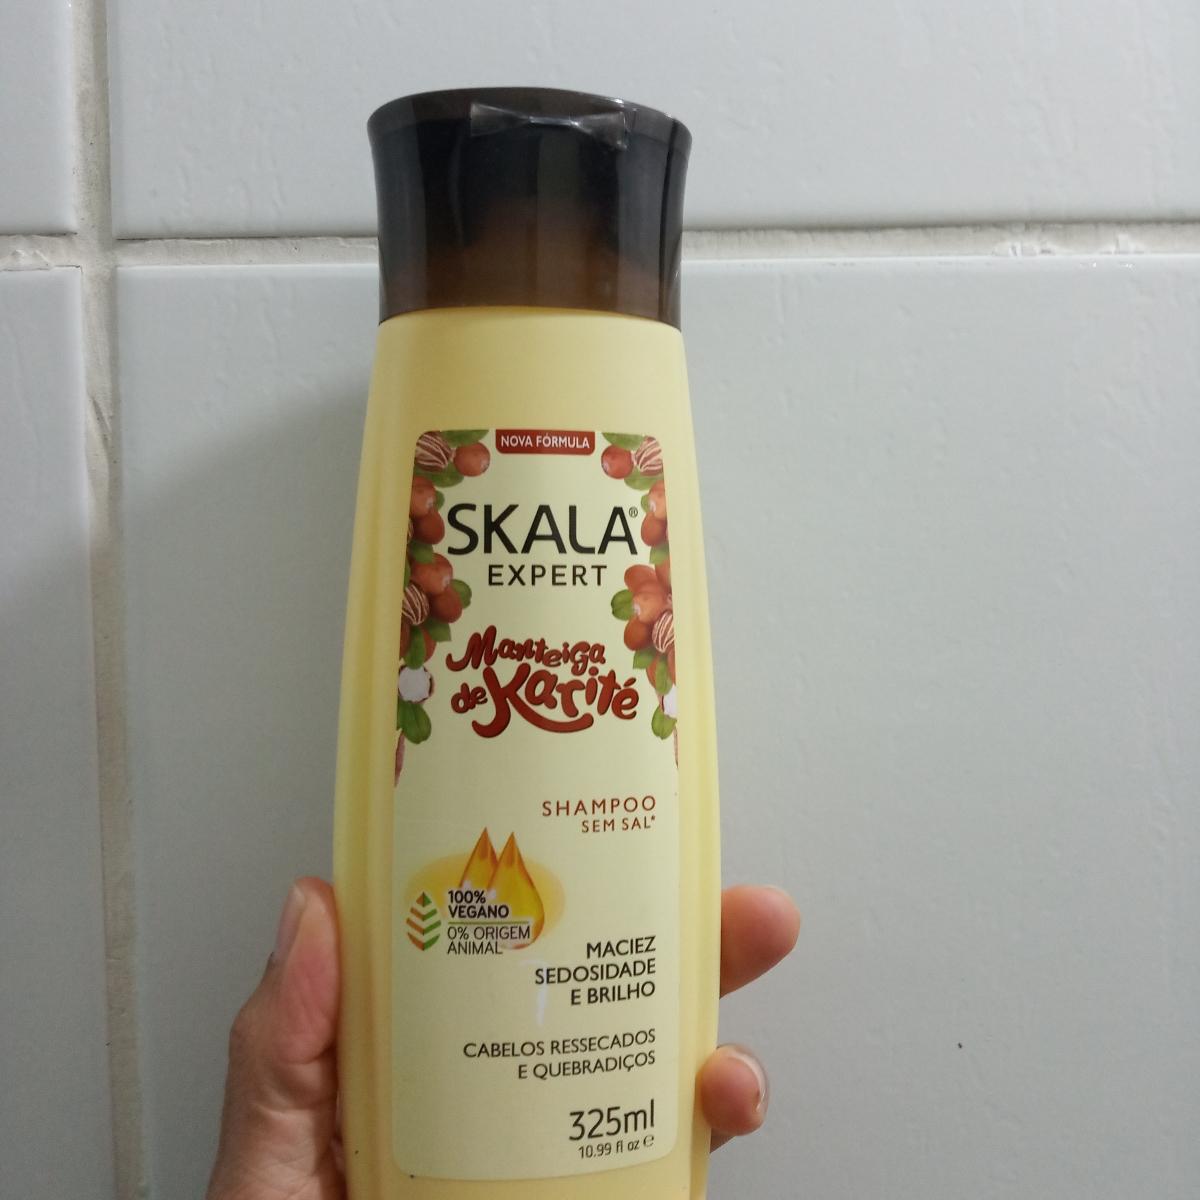 NOVA FÓRMULA
SKALA®
EXPERT
Manteiga
de Karité
SHAMPOO
SEM SAL*
100%
VEGANO
0% ORIGEM
ANIMAL
MACIEZ
SEDOSIDADE
E BRILHO
CABELOS RESSECADOS
E QUEBRADIÇOS
325ml
10.99 fl oz ℮